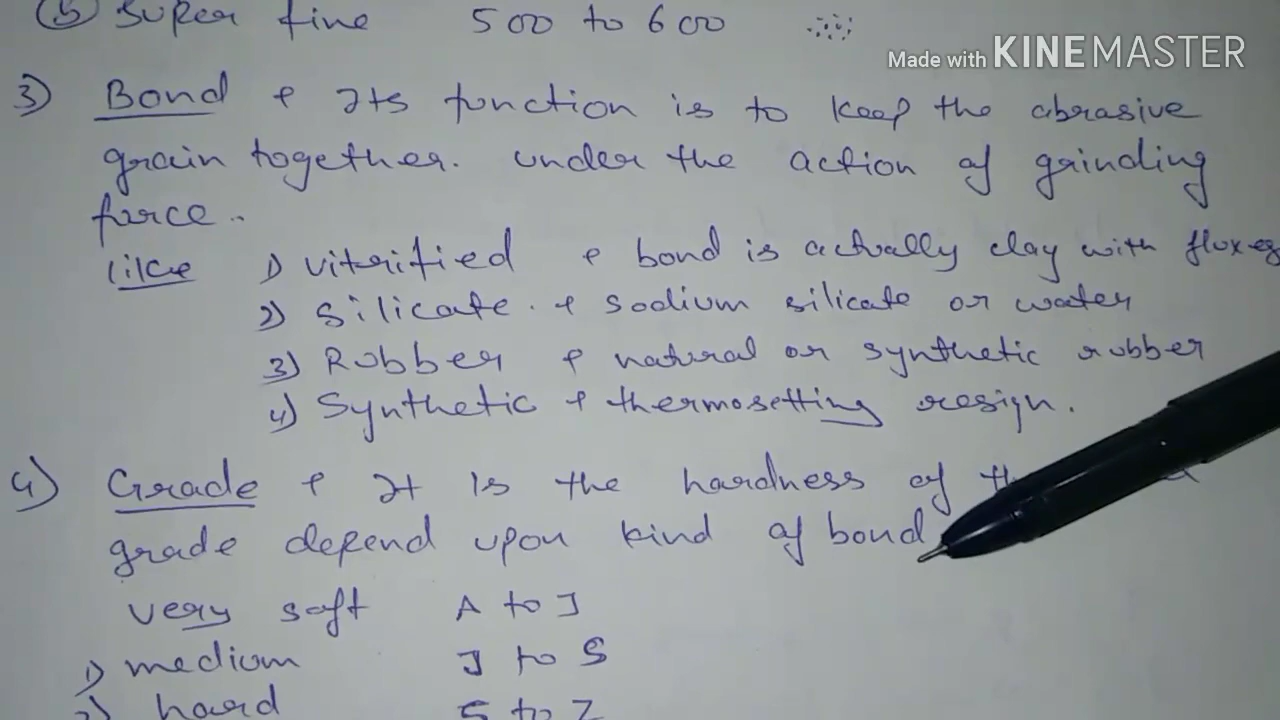 5) Super fine 500 to 600
Made with KINEMASTER
3) Bond : Its function is to keep the abrasive
grain together. under the action of grinding
force..
like 1) vitrified : bond is actually clay with fluxes
2) Silicate : sodium silicate or water
3) Rubber : natural or synthetic rubber
4) Synthetic : thermosetting resign.
4) Grade : It is the hardness of
grade depend upon kind of bond
very soft A to J
1) medium J to S
2) hard S to Z